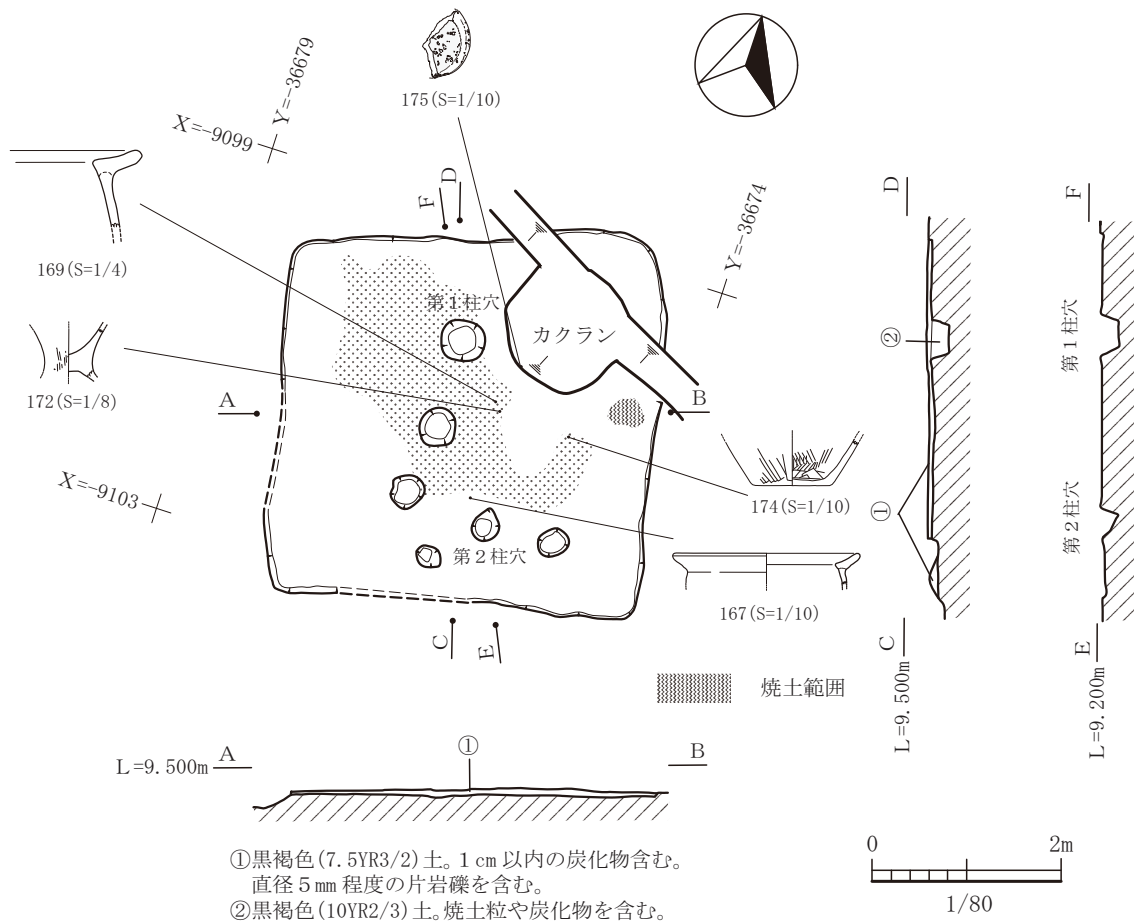 175(S=1/10)
Y=-36679
X=-9099
D
F
169(S=1/4)
第1柱穴
カクラン
Y=-36674
172(S=1/8)
A
B
X=-9103
174(S=1/10)
第2柱穴
167(S=1/10)
C
E
焼土範囲
D
②
①
C
L=9.500m
F
第1柱穴
第2柱穴
E
L=9.200m
L=9.500m
A
①
B
①黒褐色(7.5YR3/2)土。1cm以内の炭化物含む。
直径5mm程度の片岩礫を含む。
②黒褐色(10YR2/3)土。焼土粒や炭化物を含む。
0
2m
1/80